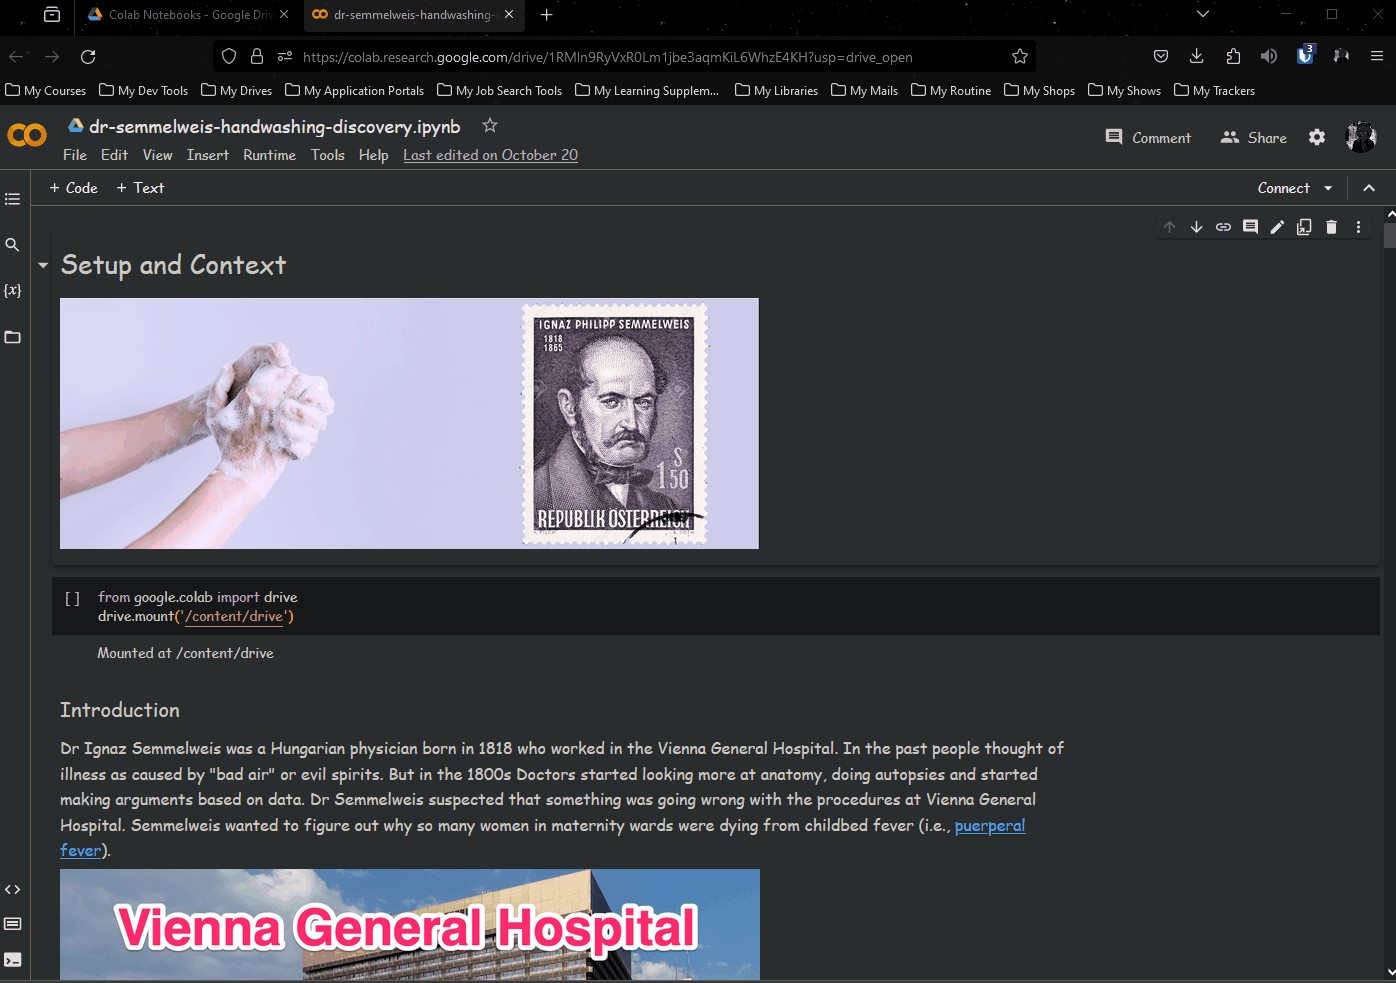 Colab Notebooks - Google Driv
dr-semmelweis-handwashing-d
https://colab.research.google.com/drive/1RMIn9RyVxR0Lm1jbe3aqmKiL6WhzE4KH?usp=drive_open
3
My Courses My Dev Tools My Drives My Application Portals My Job Search Tools My Learning Supplem... My Libraries My Mails My Routine My Shops My Shows My Trackers
dr-semmelweis-handwashing-discovery.ipynb
Comment Share
File Edit View Insert Runtime Tools Help Last edited on October 20
+ Code + Text
Connect
Setup and Context
IGNAZ PHILIPP SEMMELWEIS
1818
1865
S
1.50
REPUBLIK ÖSTERREICH
{x}
[ ] from google.colab import drive
drive.mount('/content/drive')
Mounted at /content/drive
Introduction
Dr Ignaz Semmelweis was a Hungarian physician born in 1818 who worked in the Vienna General Hospital. In the past people thought of
illness as caused by "bad air" or evil spirits. But in the 1800s Doctors started looking more at anatomy, doing autopsies and started
making arguments based on data. Dr Semmelweis suspected that something was going wrong with the procedures at Vienna General
Hospital. Semmelweis wanted to figure out why so many women in maternity wards were dying from childbed fever (i.e., puerperal
fever).
Vienna General Hospital